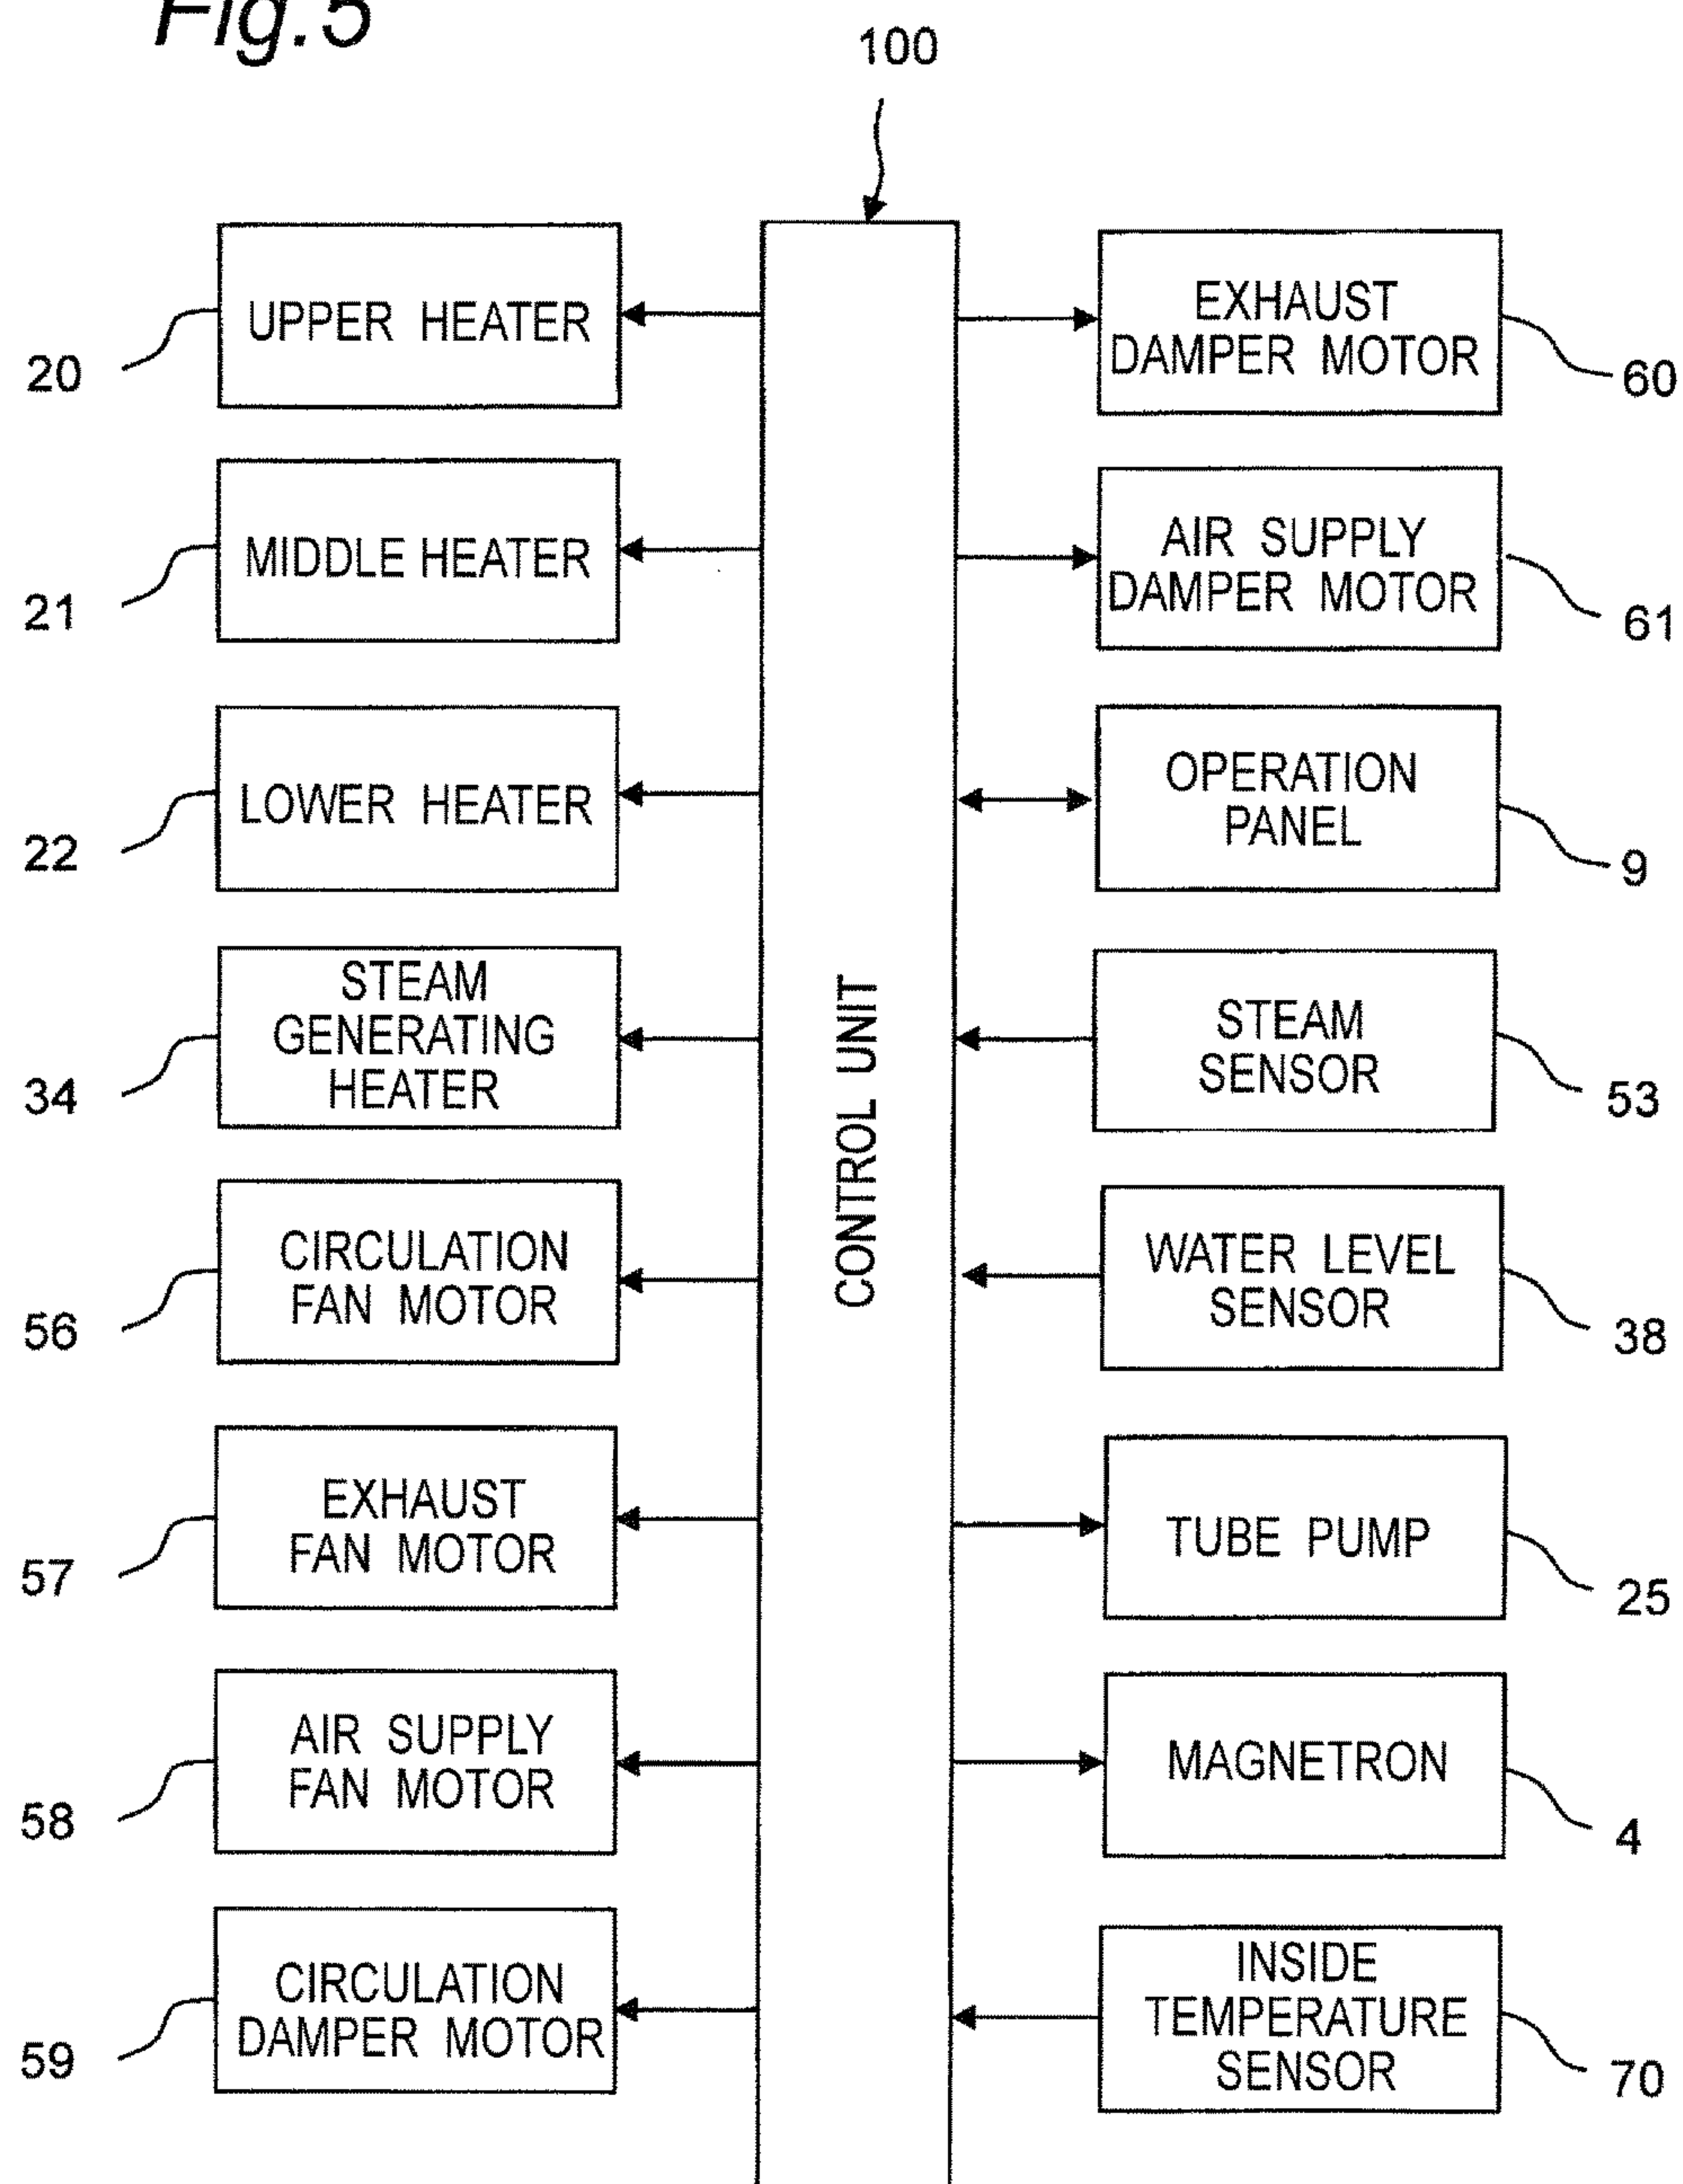 Fig.5
100
UPPER HEATER
20
MIDDLE HEATER
21
LOWER HEATER
22
STEAM
GENERATING
HEATER
34
CIRCULATION
FAN MOTOR
56
EXHAUST
FAN MOTOR
57
AIR SUPPLY
FAN MOTOR
58
CIRCULATION
DAMPER MOTOR
59
CONTROL UNIT
EXHAUST
DAMPER MOTOR
60
AIR SUPPLY
DAMPER MOTOR
61
OPERATION
PANEL
9
STEAM
SENSOR
53
WATER LEVEL
SENSOR
38
TUBE PUMP
25
MAGNETRON
4
INSIDE
TEMPERATURE
SENSOR
70